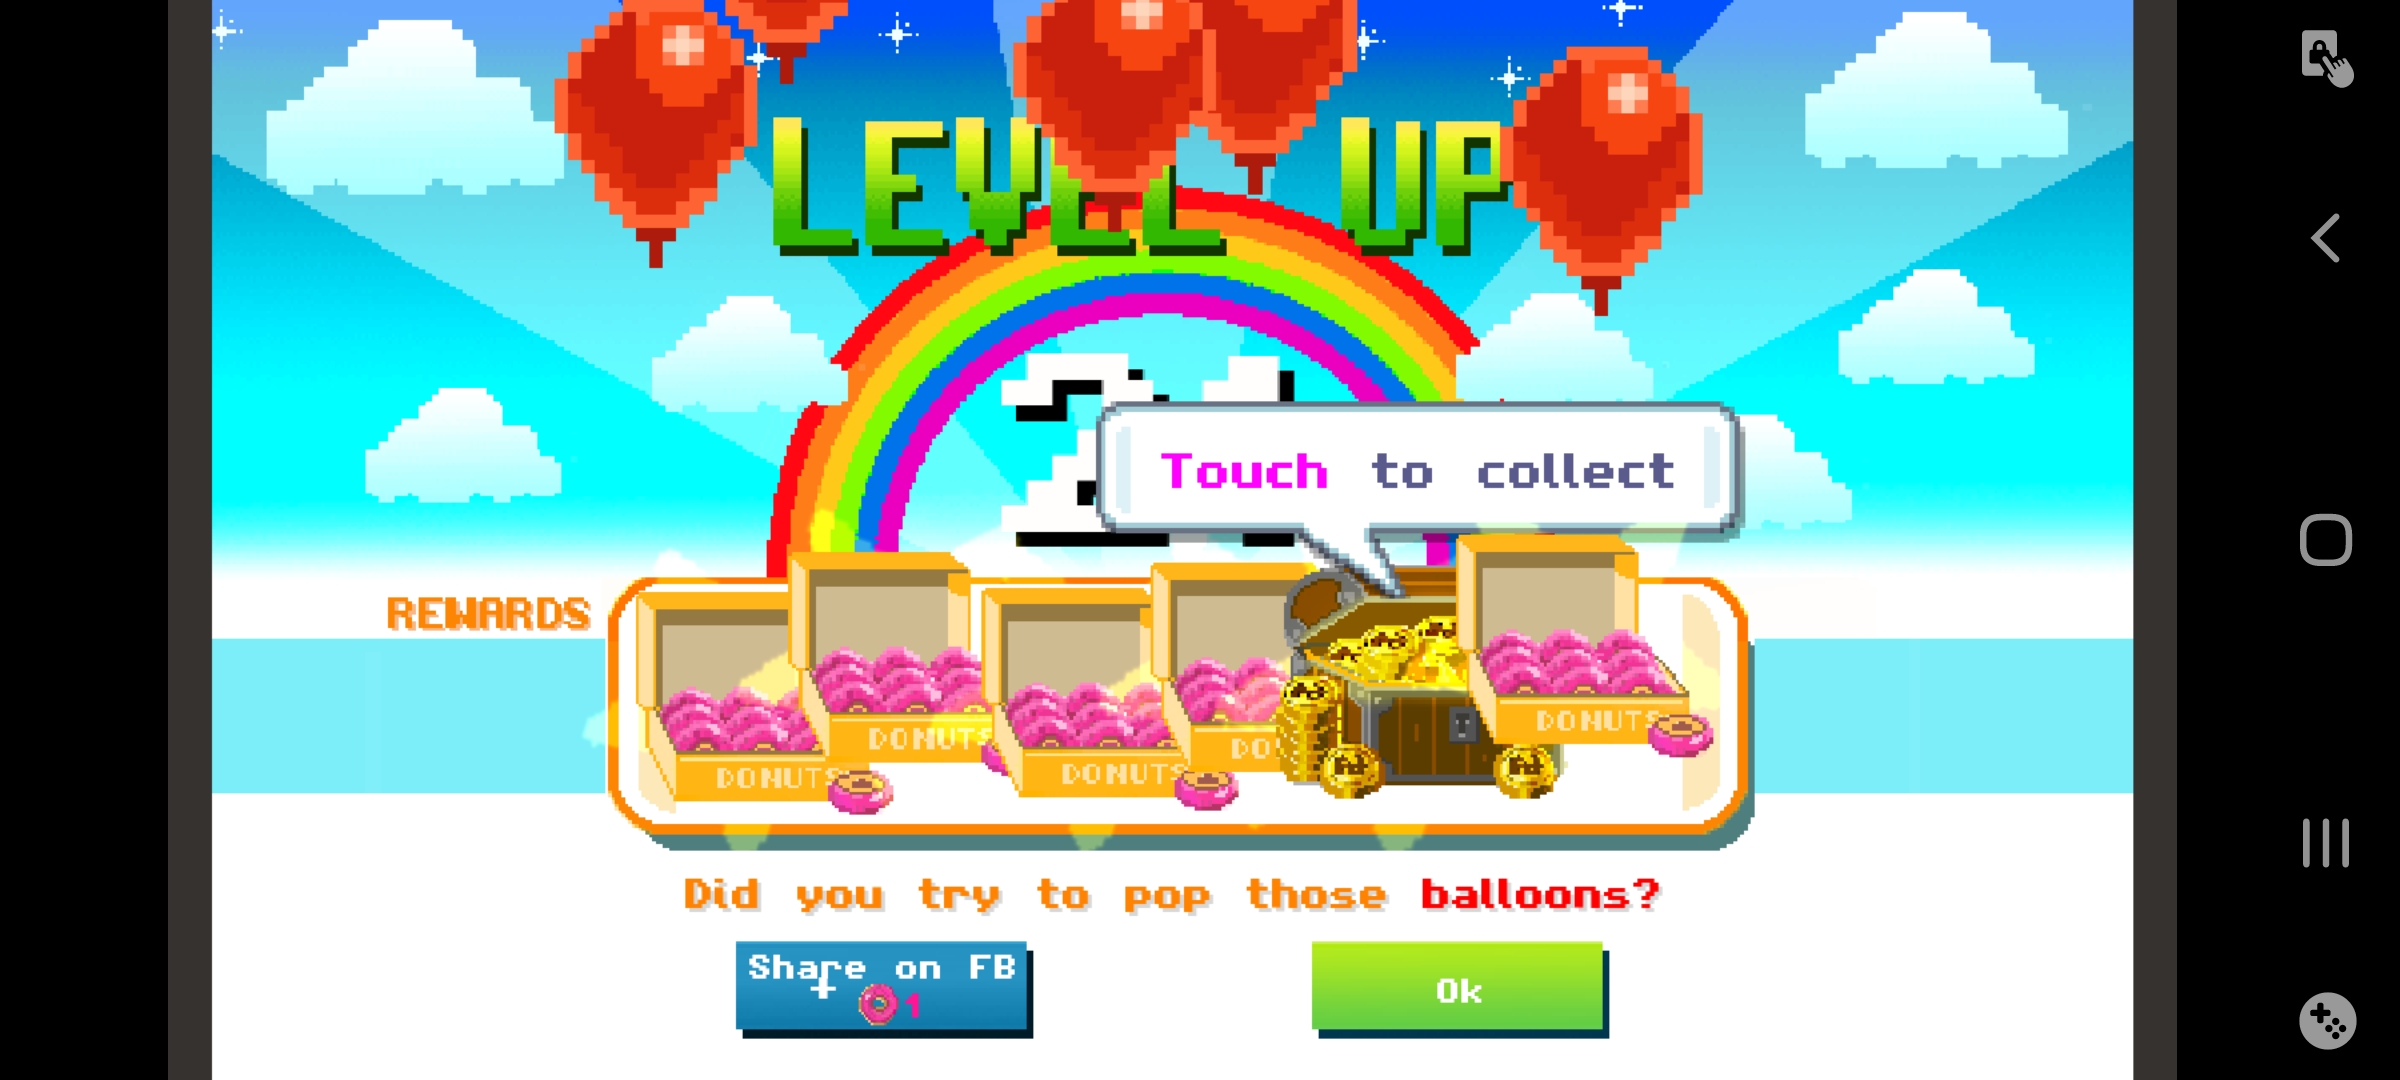 LEVEL UP
Touch to collect
REWARDS
DONUTS
DONUTS
DONUTS
DO
DONUTS
Did you try to pop those balloons?
Share on FB
+ 1
Ok